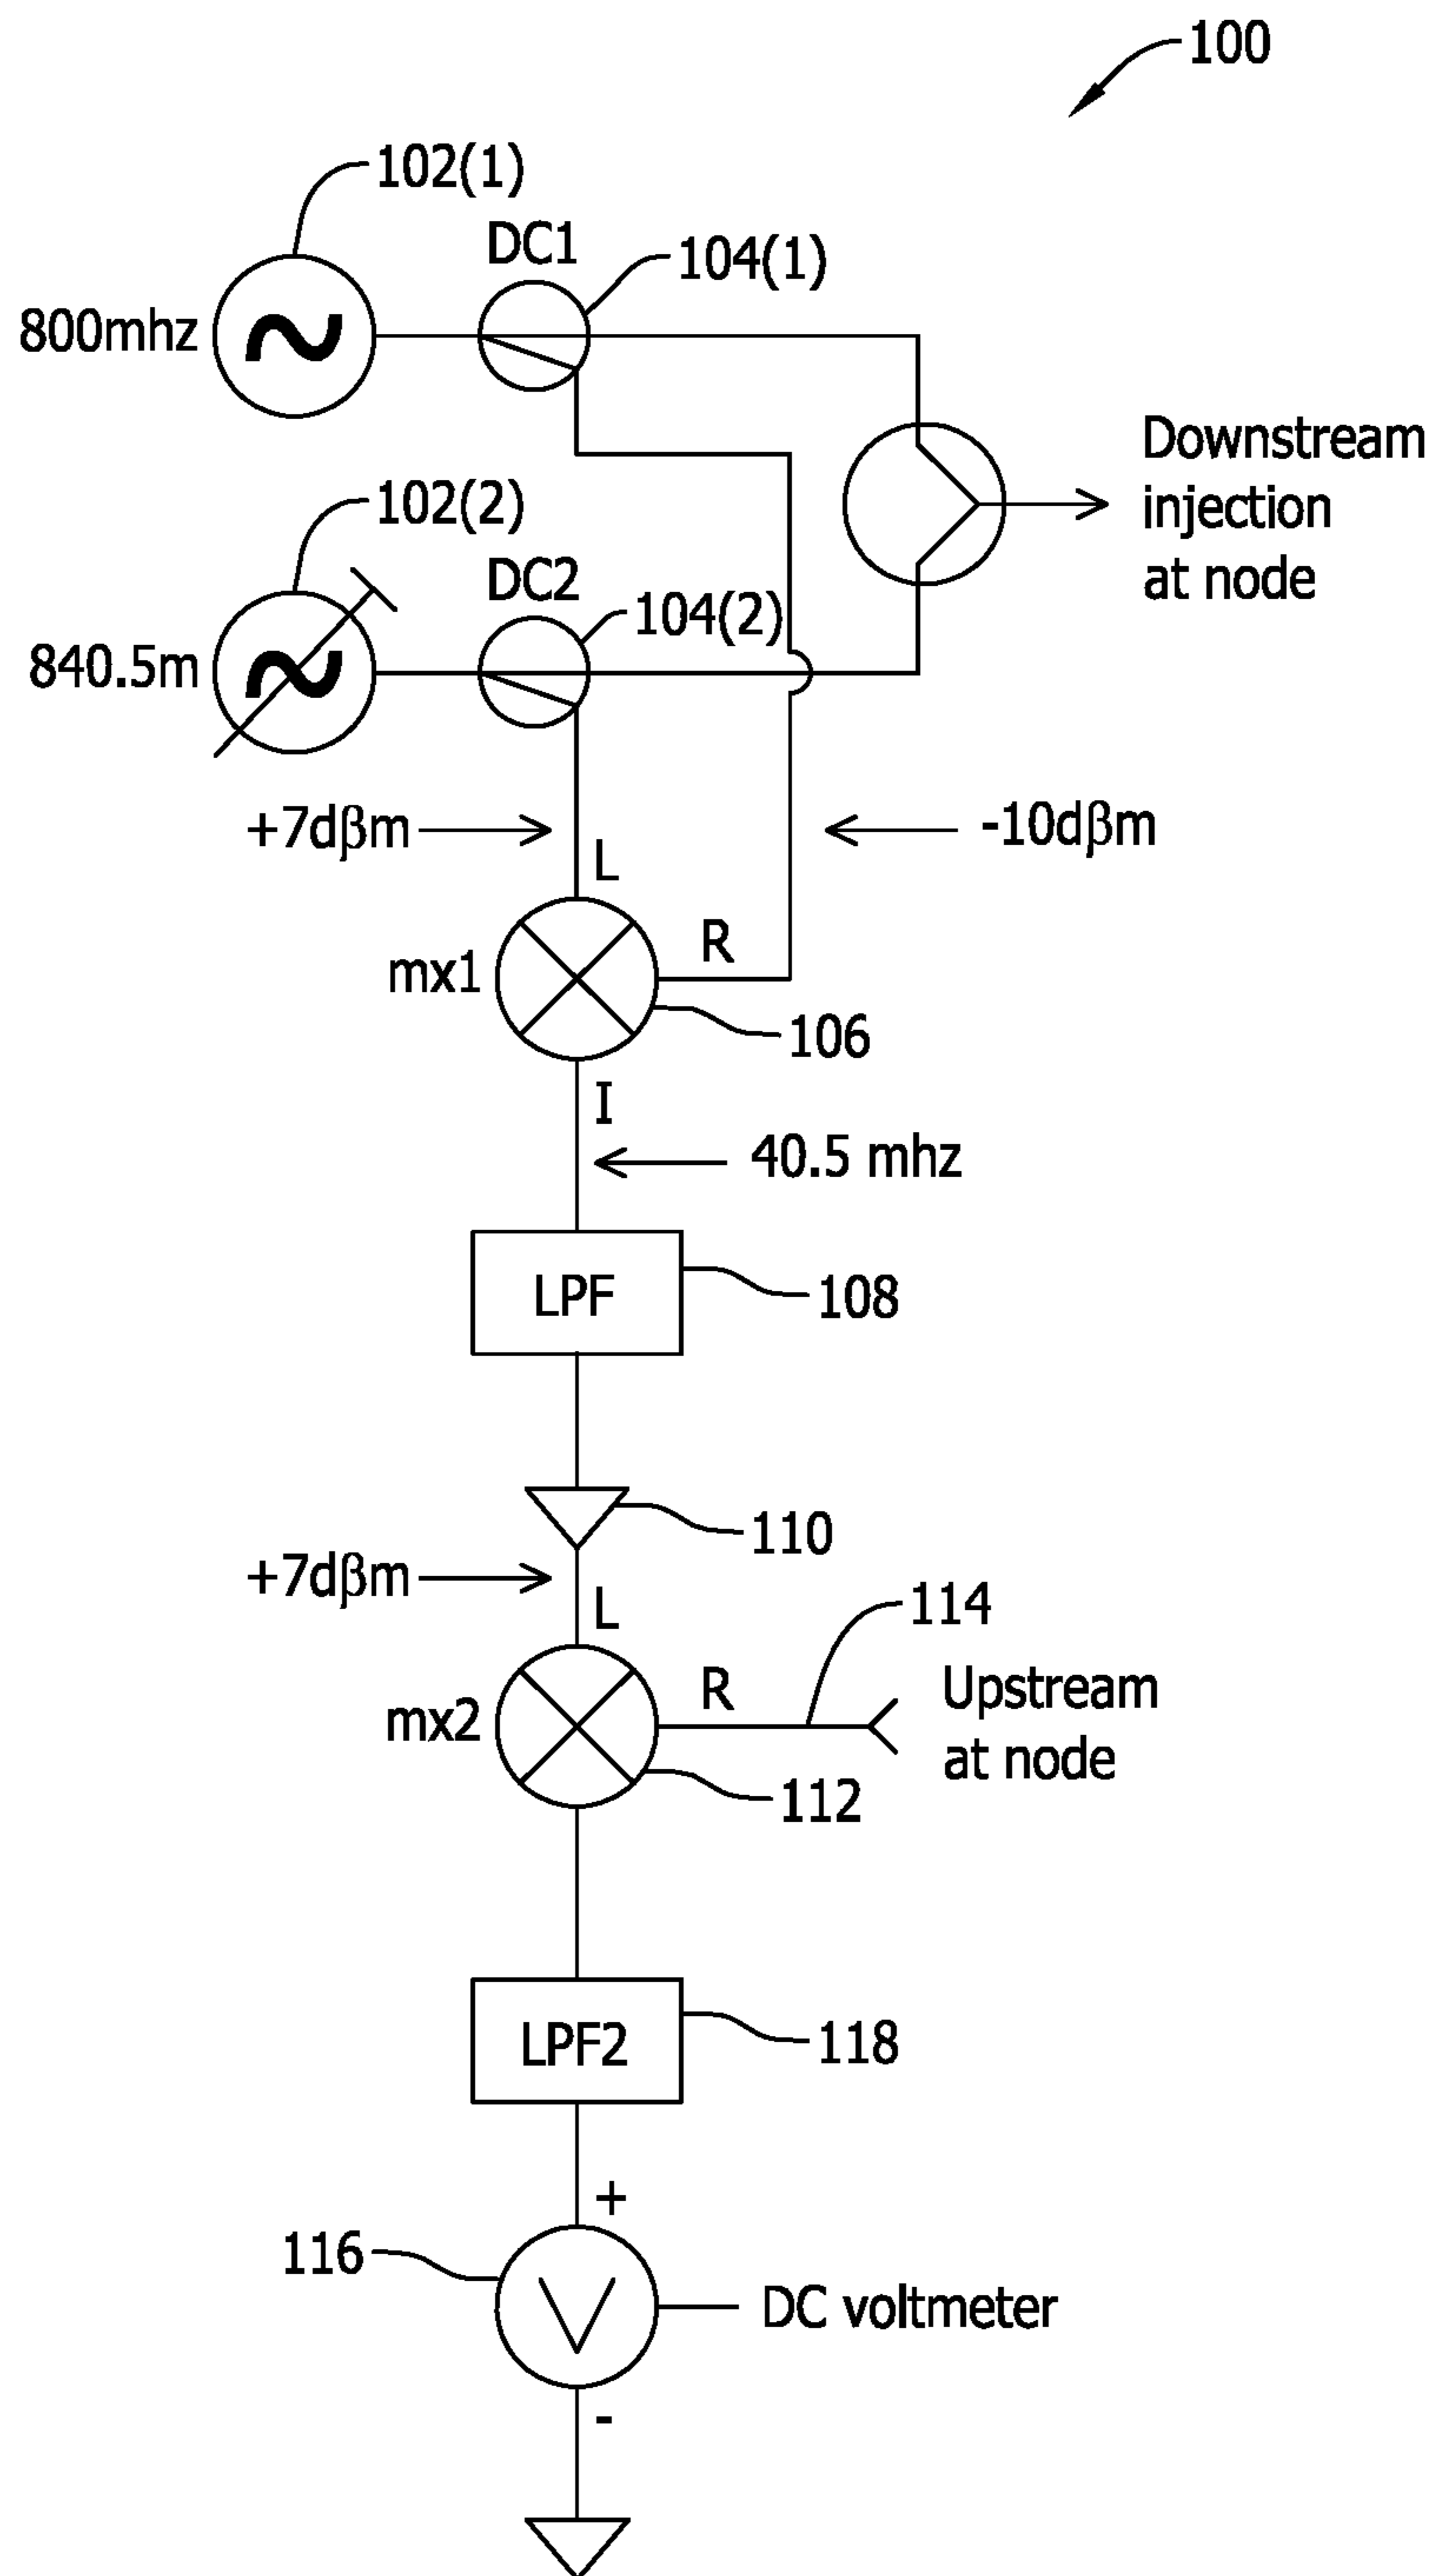 100
102(1)
DC1
104(1)
800mhz
Downstream
injection
at node
102(2)
DC2
104(2)
840.5m
+7dβm
-10dβm
L
R
mx1
106
I
40.5 mhz
LPF
108
110
+7dβm
L
114
R
Upstream
at node
mx2
112
LPF2
118
+
116
V
DC voltmeter
-